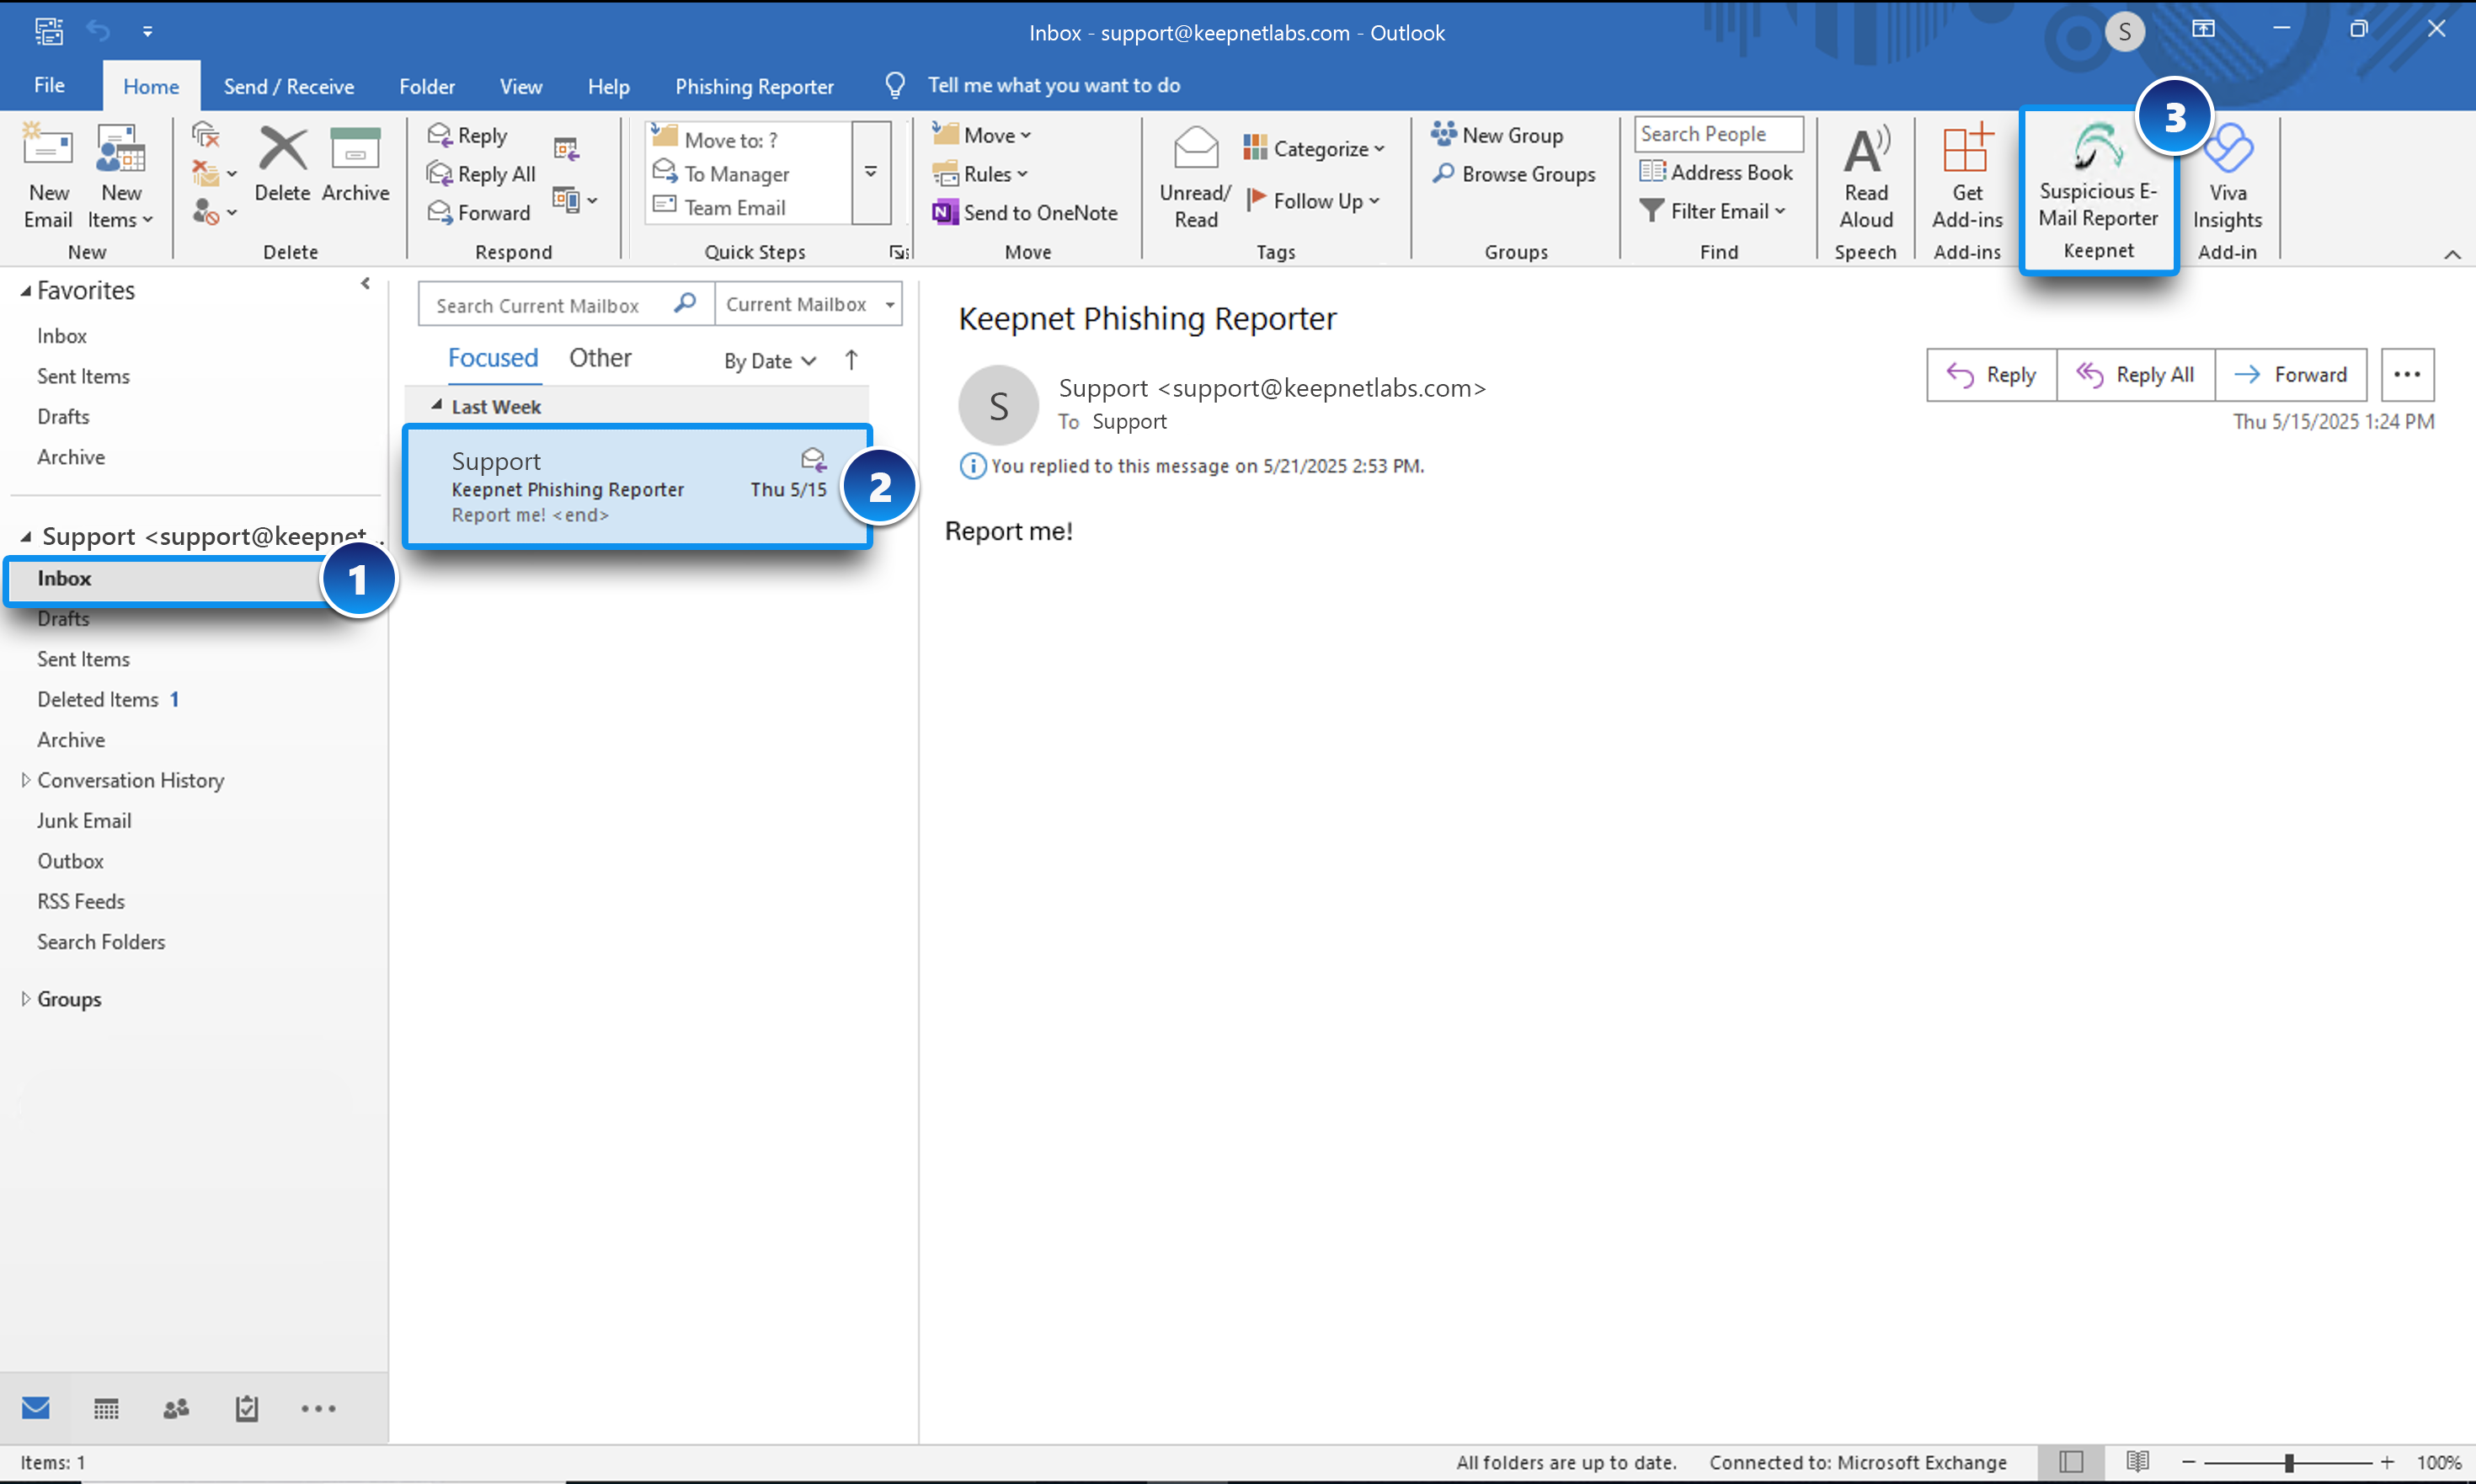 Inbox - support@keepnetlabs.com - Outlook
S
File
Home
Send / Receive
Folder
View
Help
Phishing Reporter
Tell me what you want to do
New
Email
New
Items
New
Delete
Archive
Delete
Reply
Reply All
Forward
Respond
Move to: ?
To Manager
Team Email
Quick Steps
Move
Rules
Send to OneNote
Move
Unread/
Read
Categorize
Follow Up
Tags
New Group
Browse Groups
Groups
Search People
Address Book
Filter Email
Find
Read
Aloud
Speech
Get
Add-ins
Add-ins
Suspicious E-
Mail Reporter
Keepnet
3
Viva
Insights
Add-in
Favorites
Inbox
Sent Items
Drafts
Archive
Support <support@keepnet...
Inbox
1
Drafts
Sent Items
Deleted Items 1
Archive
Conversation History
Junk Email
Outbox
RSS Feeds
Search Folders
Groups
Search Current Mailbox
Current Mailbox
Focused
Other
By Date
Last Week
Support
Keepnet Phishing Reporter
Thu 5/15
Report me! <end>
2
Keepnet Phishing Reporter
S
Support <support@keepnetlabs.com>
To Support
You replied to this message on 5/21/2025 2:53 PM.
Reply
Reply All
Forward
Thu 5/15/2025 1:24 PM
Report me!
Items: 1
All folders are up to date.
Connected to: Microsoft Exchange
100%